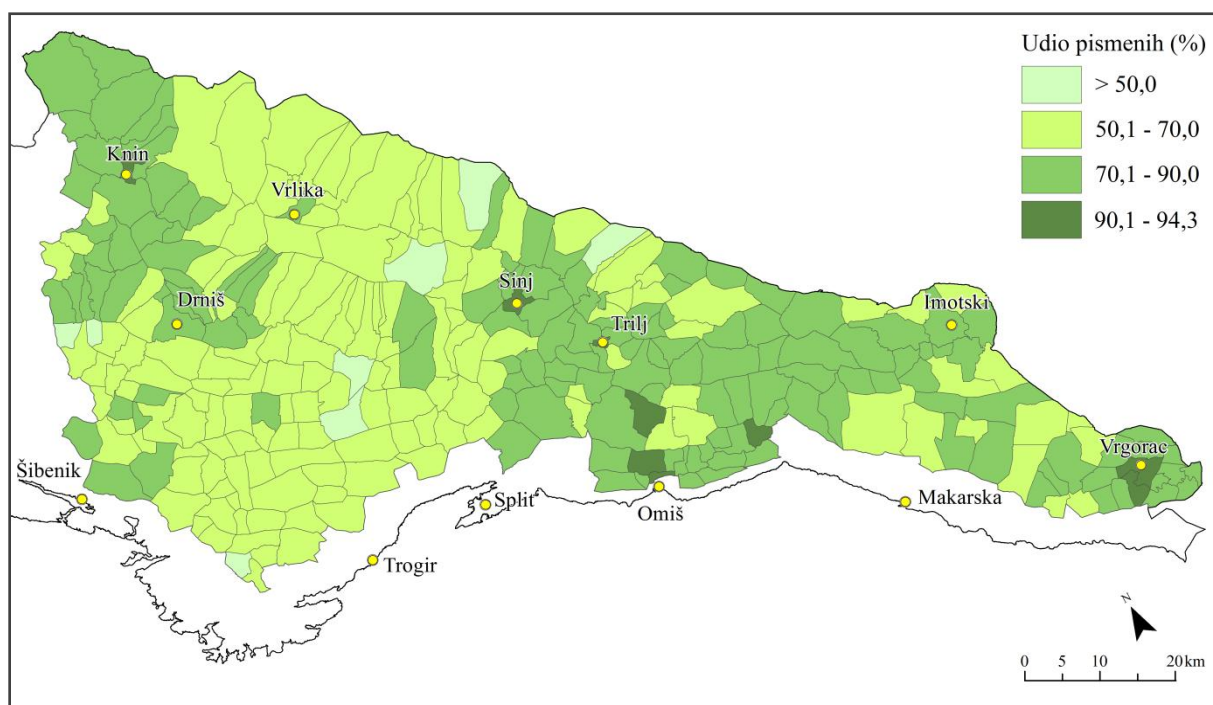 Udio pismenih (%)
> 50,0
50,1 - 70,0
70,1 - 90,0
90,1 - 94,3
Knin
Vrlika
Drniš
Sinj
Trilj
Imotski
Vrgorac
Šibenik
Split
Omiš
Makarska
Trogir
N
0 5 10 20 km